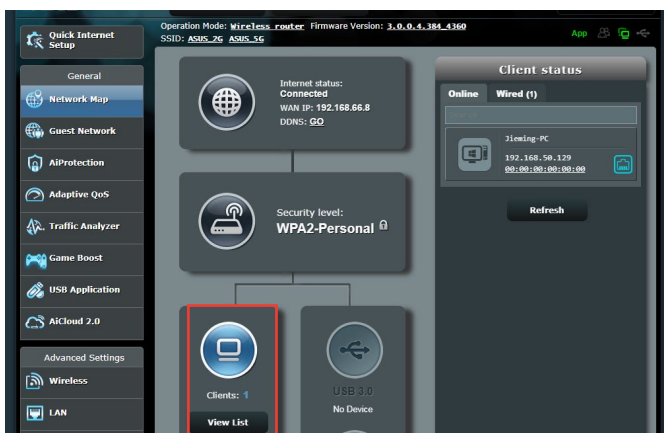 Operation Mode: Wireless router Firmware Version: 3.0.0.4.384_4360
SSID: ASUS_2G ASUS_5G
App
Quick Internet
Setup
General
Network Map
Guest Network
AiProtection
Adaptive QoS
Traffic Analyzer
Game Boost
USB Application
AiCloud 2.0
Advanced Settings
Wireless
LAN
Internet status:
Connected
WAN IP: 192.168.66.8
DDNS: GO
Security level:
WPA2-Personal
Clients: 1
View List
USB 3.0
No Device
Client status
Online Wired (1)
Jieming-PC
192.168.50.129
00:00:00:00:00:00
Refresh